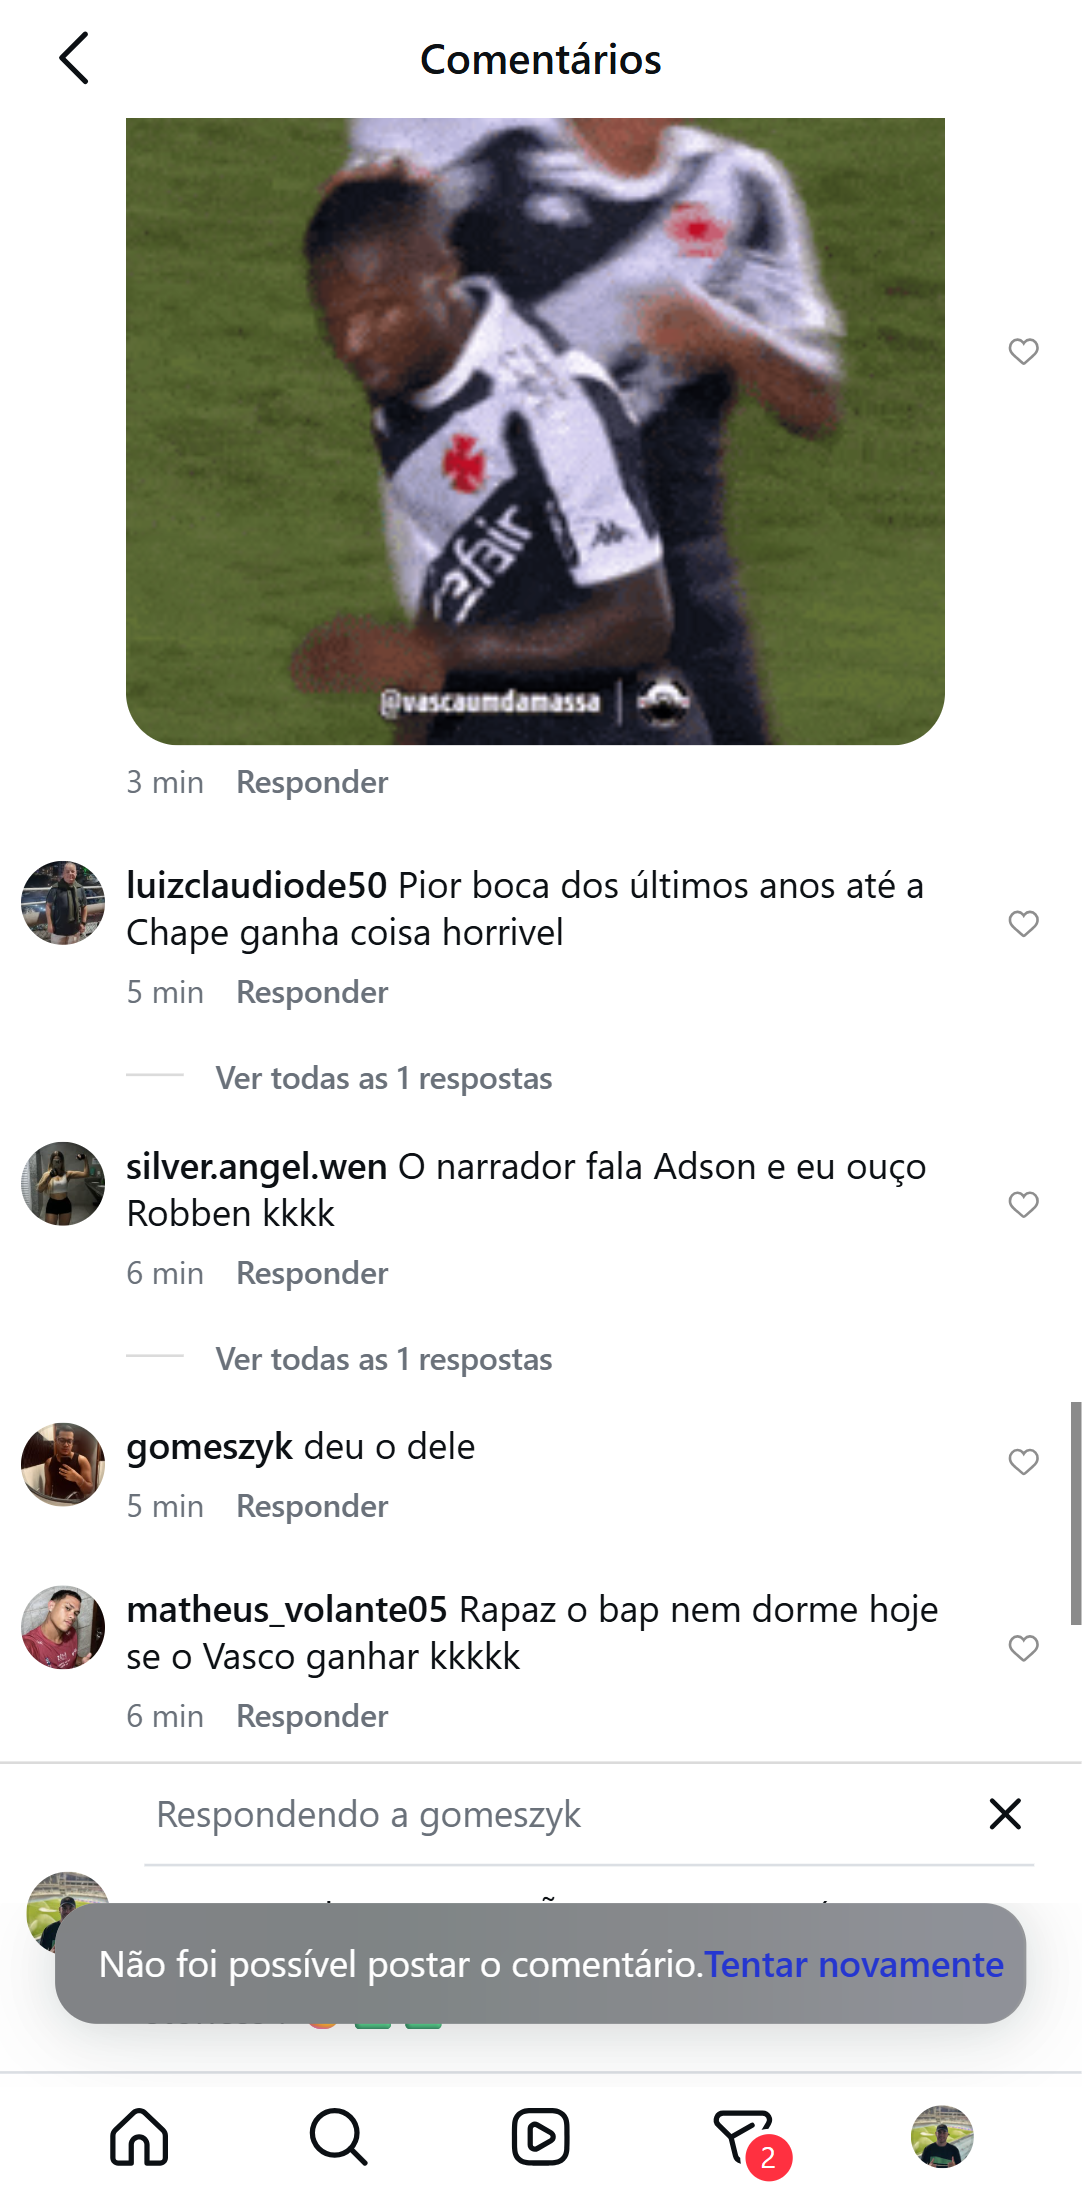 Comentários
efair
@vascaumdamassa
3 min Responder
luizclaudiode50 Pior boca dos últimos anos até a
Chape ganha coisa horrivel
5 min Responder
Ver todas as 1 respostas
silver.angel.wen O narrador fala Adson e eu ouço
Robben kkkk
6 min Responder
Ver todas as 1 respostas
gomeszyk deu o dele
5 min Responder
matheus_volante05 Rapaz o bap nem dorme hoje
se o Vasco ganhar kkkkk
6 min Responder
Respondendo a gomeszyk
Não foi possível postar o comentário.Tentar novamente
2